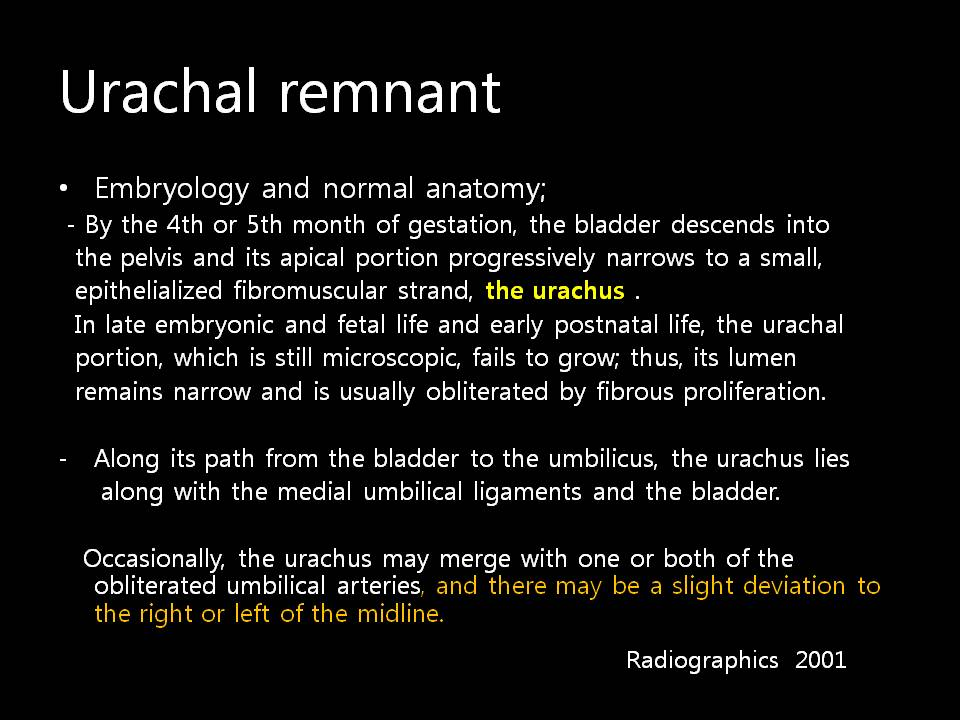 Urachal remnant
• Embryology and normal anatomy;
- By the 4th or 5th month of gestation, the bladder descends into
the pelvis and its apical portion progressively narrows to a small,
epithelialized fibromuscular strand, the urachus .
In late embryonic and fetal life and early postnatal life, the urachal
portion, which is still microscopic, fails to grow; thus, its lumen
remains narrow and is usually obliterated by fibrous proliferation.
- Along its path from the bladder to the umbilicus, the urachus lies
along with the medial umbilical ligaments and the bladder.
Occasionally, the urachus may merge with one or both of the
obliterated umbilical arteries, and there may be a slight deviation to
the right or left of the midline.
Radiographics 2001